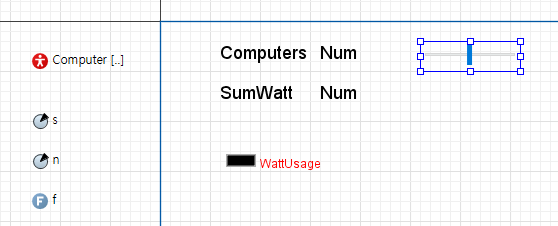 Computer [..]
s
n
F f
Computers Num
SumWatt Num
WattUsage